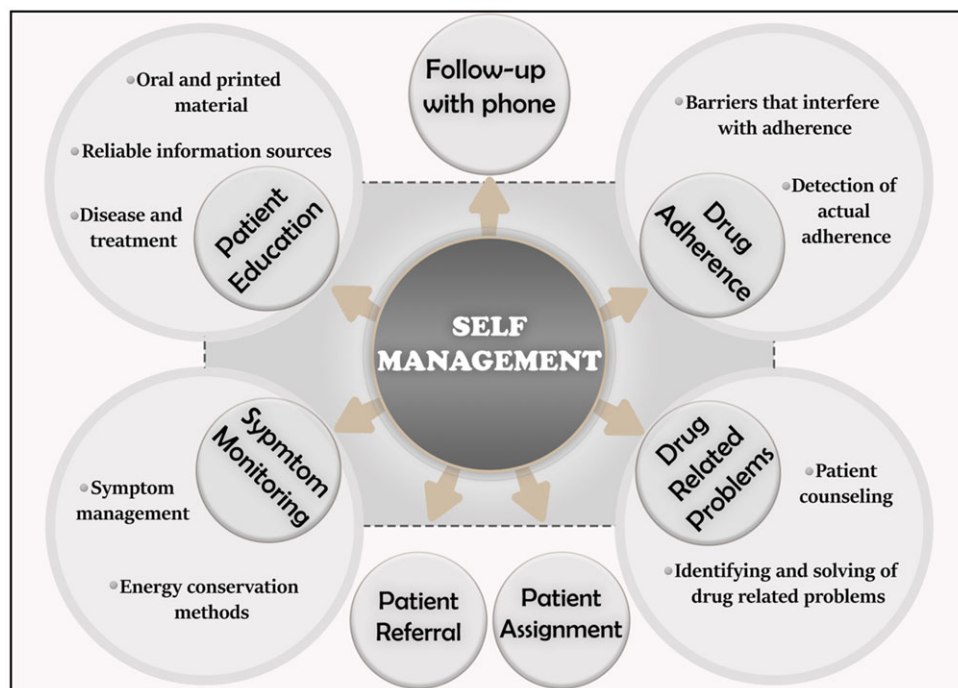 Oral and printed
material
Reliable information sources
Disease and
treatment
Patient
Education
Follow-up
with phone
Barriers that interfere
with adherence
Detection of
actual
adherence
Drug
Adherence
SELF
MANAGEMENT
Sypmtom
Monitoring
Symptom
management
Energy conservation
methods
Patient
Referral
Patient
Assignment
Drug
Related
Problems
Patient
counseling
Identifying and solving of
drug related problems